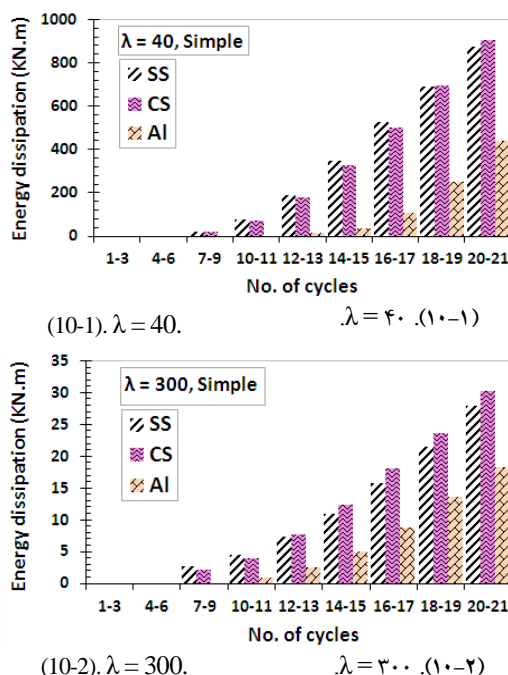 1000
800
600
400
200
0
Energy dissipation (KN.m)
λ = 40, Simple
SS
CS
Al
1-3 4-6 7-9 10-11 12-13 14-15 16-17 18-19 20-21
No. of cycles
(10-1). λ = 40.
.λ = ۴۰ .(۱۰-۱)
35
30
25
20
15
10
5
0
Energy dissipation (KN.m)
λ = 300, Simple
SS
CS
Al
1-3 4-6 7-9 10-11 12-13 14-15 16-17 18-19 20-21
No. of cycles
(10-2). λ = 300.
.λ = ۳۰۰ .(۱۰-۲)